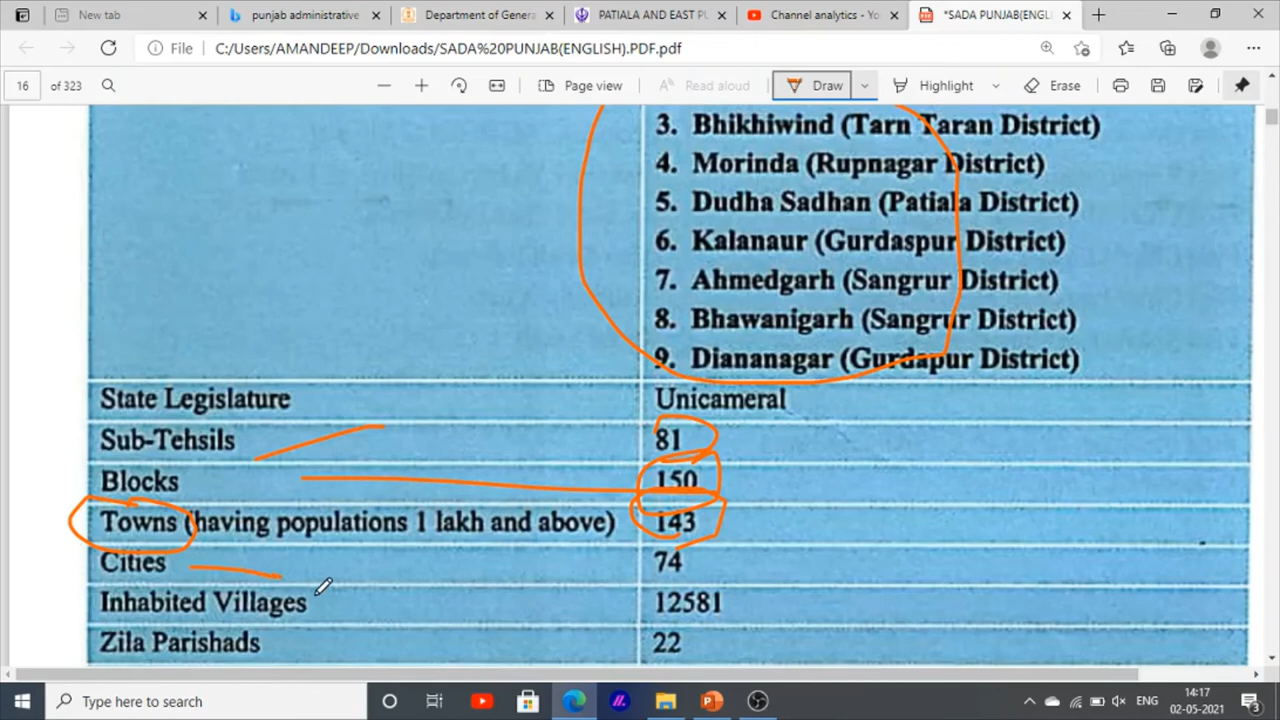 New tab
punjab administrative
Department of Genera
PATIALA AND EAST PU
Channel analytics - Yo
*SADA PUNJAB(ENGLI
File
C:/Users/AMANDEEP/Downloads/SADA%20PUNJAB(ENGLISH).PDF.pdf
16 of 323
Page view
Read aloud
Draw
Highlight
Erase
3. Bhikhiwind (Tarn Taran District)
4. Morinda (Rupnagar District)
5. Dudha Sadhan (Patiala District)
6. Kalanaur (Gurdaspur District)
7. Ahmedgarh (Sangrur District)
8. Bhawanigarh (Sangrur District)
9. Diananagar (Gurdapur District)
State Legislature Unicameral
Sub-Tehsils 81
Blocks 150
Towns (having populations 1 lakh and above) 143
Cities 74
Inhabited Villages 12581
Zila Parishads 22
Type here to search
ENG
14:17
02-05-2021
3